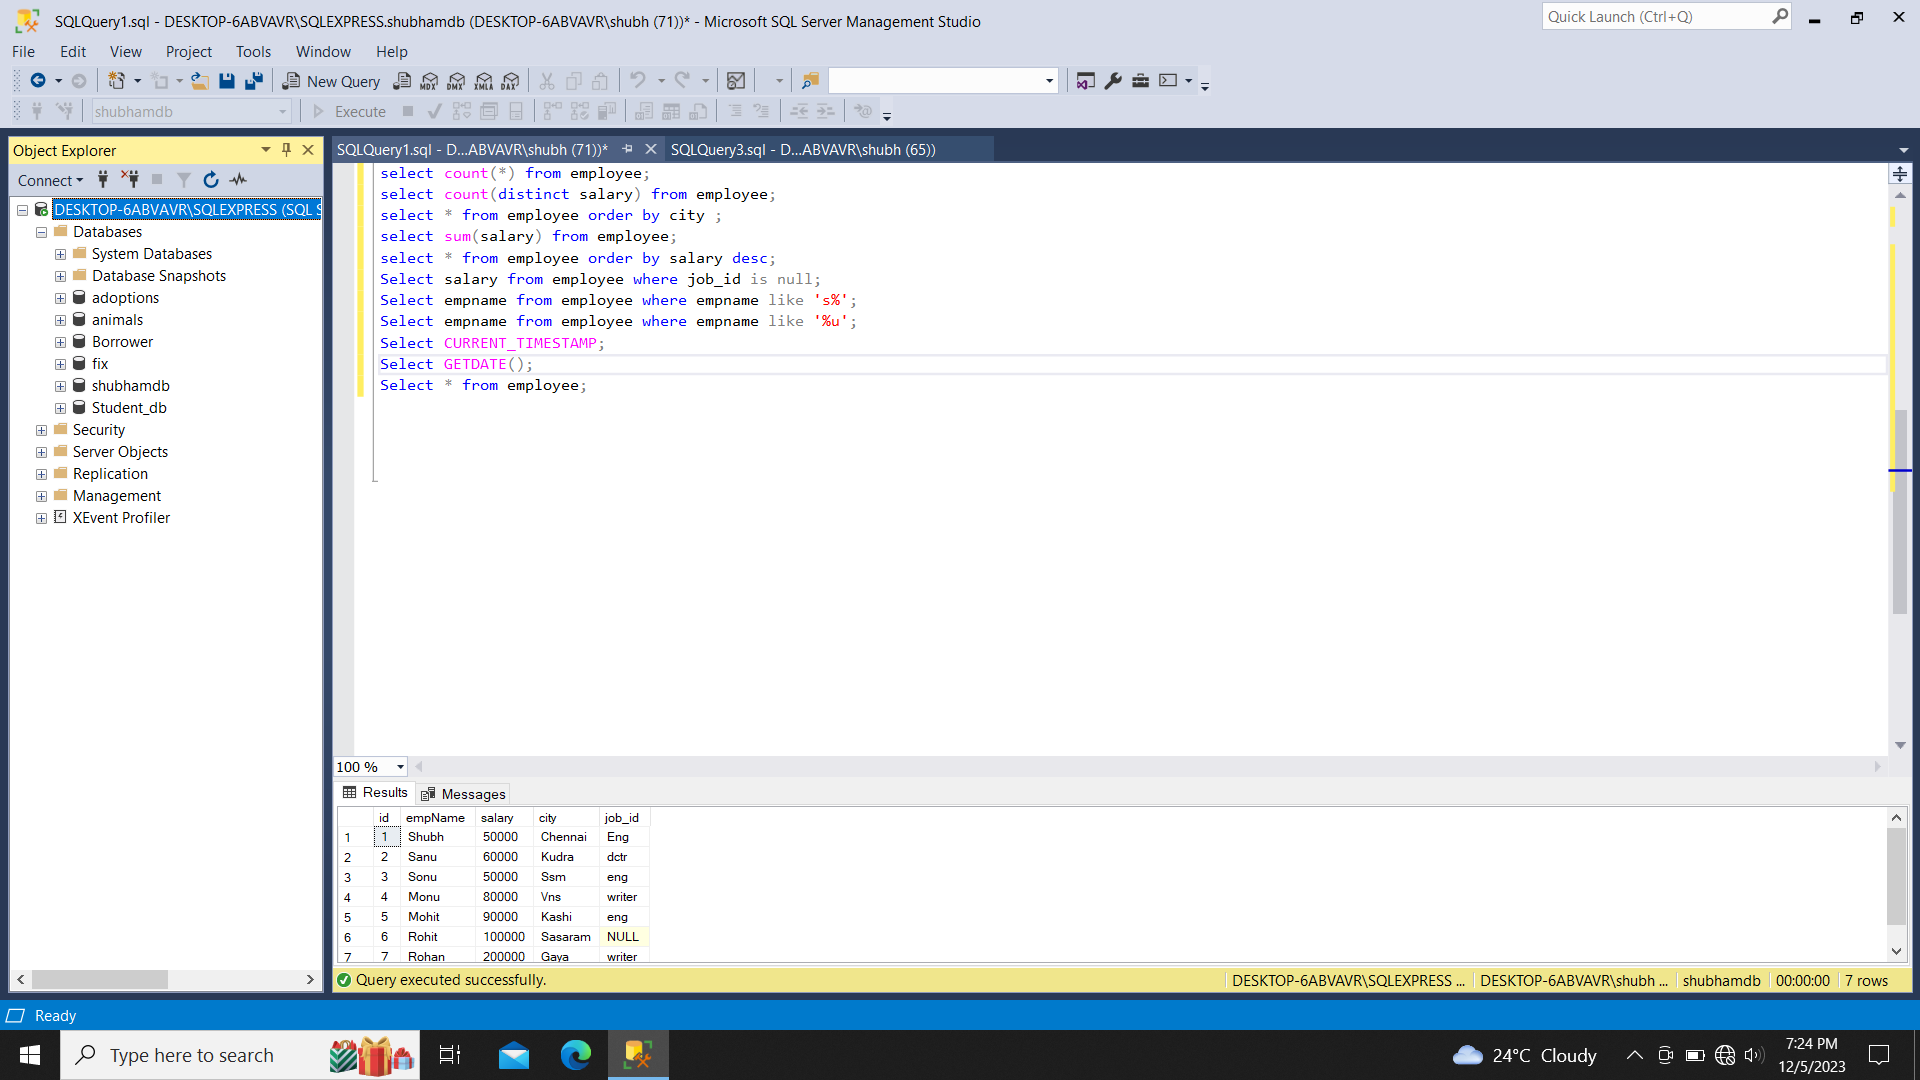 SQLQuery1.sql - DESKTOP-6ABVAVR\SQLEXPRESS.shubhamdb (DESKTOP-6ABVAVR\shubh (71))* - Microsoft SQL Server Management Studio
Quick Launch (Ctrl+Q)
File Edit View Project Tools Window Help
New Query MDX DMX XMLA DAX
shubhamdb Execute
Object Explorer
SQLQuery1.sql - D...ABVAVR\shubh (71))* SQLQuery3.sql - D...ABVAVR\shubh (65))
Connect
DESKTOP-6ABVAVR\SQLEXPRESS (SQL S
Databases
System Databases
Database Snapshots
adoptions
animals
Borrower
fix
shubhamdb
Student_db
Security
Server Objects
Replication
Management
XEvent Profiler
select count(*) from employee;
select count(distinct salary) from employee;
select * from employee order by city ;
select sum(salary) from employee;
select * from employee order by salary desc;
Select salary from employee where job_id is null;
Select empname from employee where empname like 's%';
Select empname from employee where empname like '%u';
Select CURRENT_TIMESTAMP;
Select GETDATE();
Select * from employee;
100 %
Results Messages
id empName salary city job_id
1 1 Shubh 50000 Chennai Eng
2 2 Sanu 60000 Kudra dctr
3 3 Sonu 50000 Ssm eng
4 4 Monu 80000 Vns writer
5 5 Mohit 90000 Kashi eng
6 6 Rohit 100000 Sasaram NULL
7 7 Rohan 200000 Gaya writer
Query executed successfully. DESKTOP-6ABVAVR\SQLEXPRESS ... DESKTOP-6ABVAVR\shubh ... shubhamdb 00:00:00 7 rows
Ready
Type here to search
24°C Cloudy
7:24 PM
12/5/2023